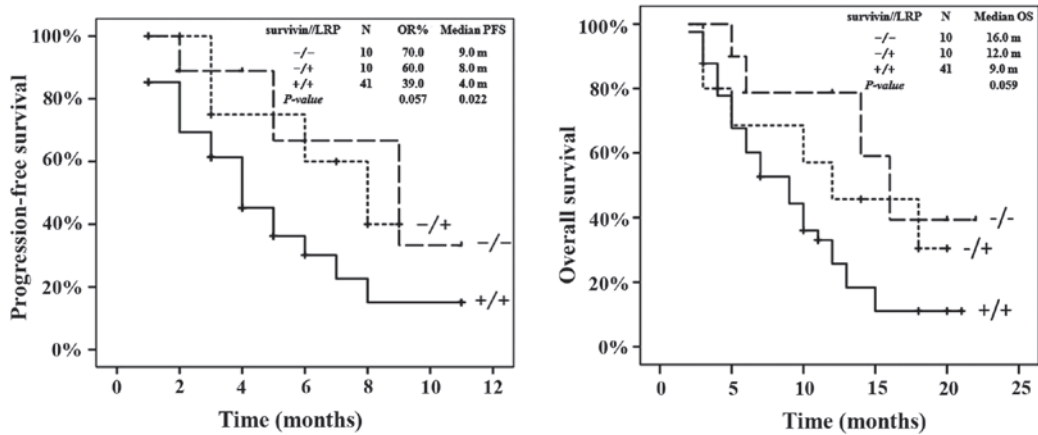 survivin//LRP N OR% Median PFS
−/− 10 70.0 9.0 m
−/+ 10 60.0 8.0 m
+/+ 41 39.0 4.0 m
P-value 0.057 0.022
100%
80%
60%
40%
20%
0%
Progression-free survival
−/+
−/−
+/+
0 2 4 6 8 10 12
Time (months)
survivin//LRP N Median OS
−/− 10 16.0 m
−/+ 10 12.0 m
+/+ 41 9.0 m
P-value 0.059
100%
80%
60%
40%
20%
0%
Overall survival
-/-
-/+
+/+
0 5 10 15 20 25
Time (months)